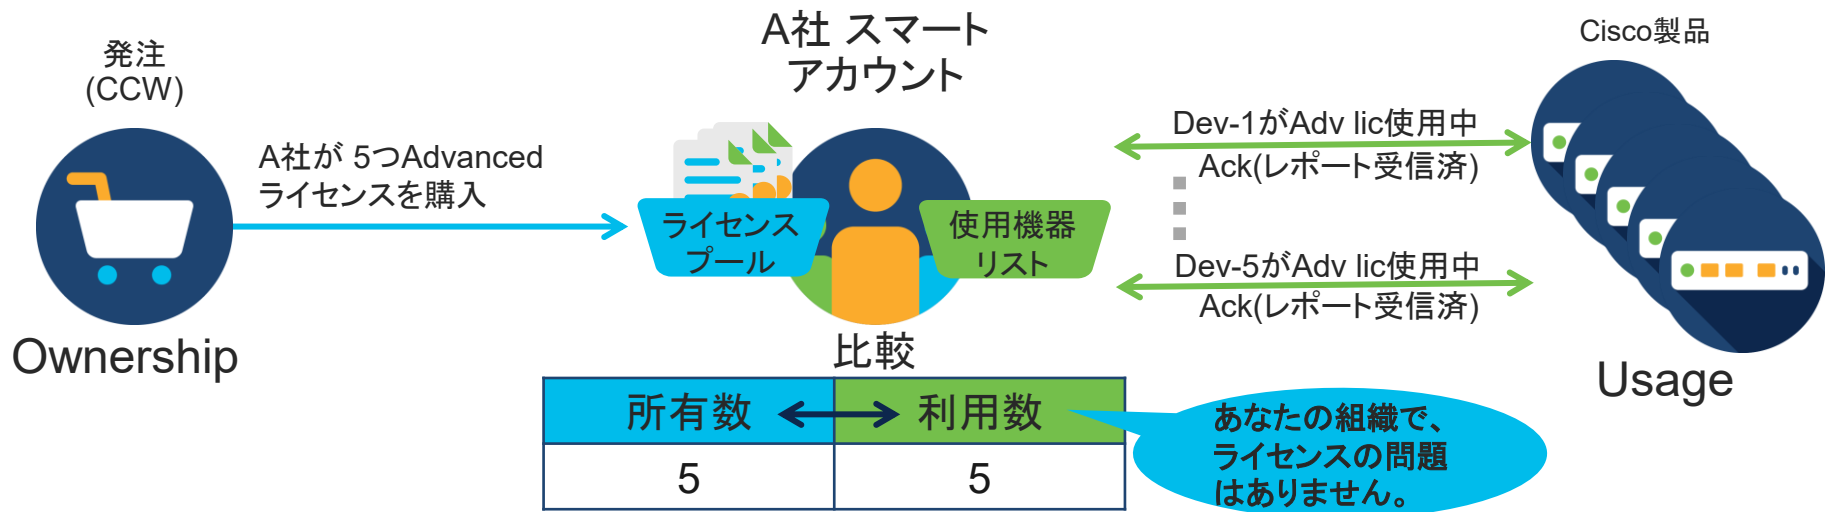 発注
(CCW)
A社が 5つAdvanced
ライセンスを購入
Ownership
A社 スマート
アカウント
ライセンス
プール
使用機器
リスト
比較
所有数
利用数
5
5
Cisco製品
Dev-1がAdv lic使用中
Ack(レポート受信済)
Dev-5がAdv lic使用中
Ack(レポート受信済)
Usage
あなたの組織で、
ライセンスの問題
はありません。